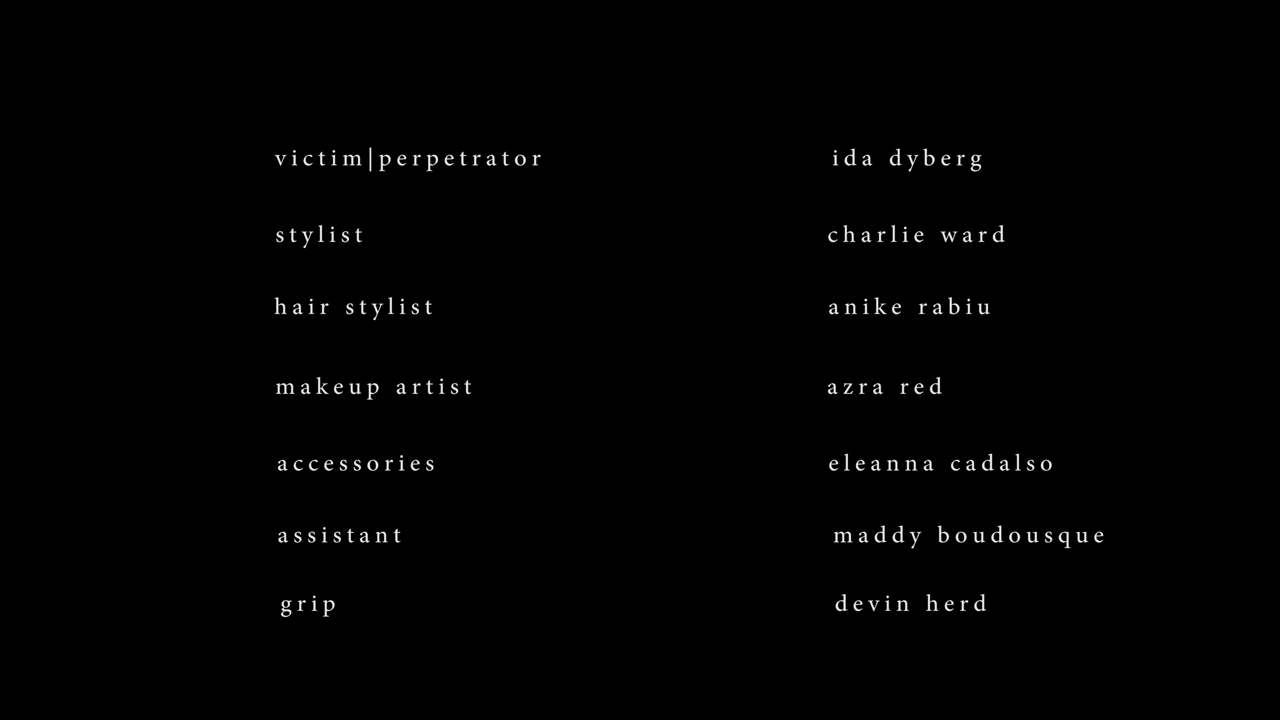 victim|perpetrator ida dyberg
stylist charlie ward
hair stylist anike rabiu
makeup artist azra red
accessories eleanna cadalso
assistant maddy boudousque
grip devin herd